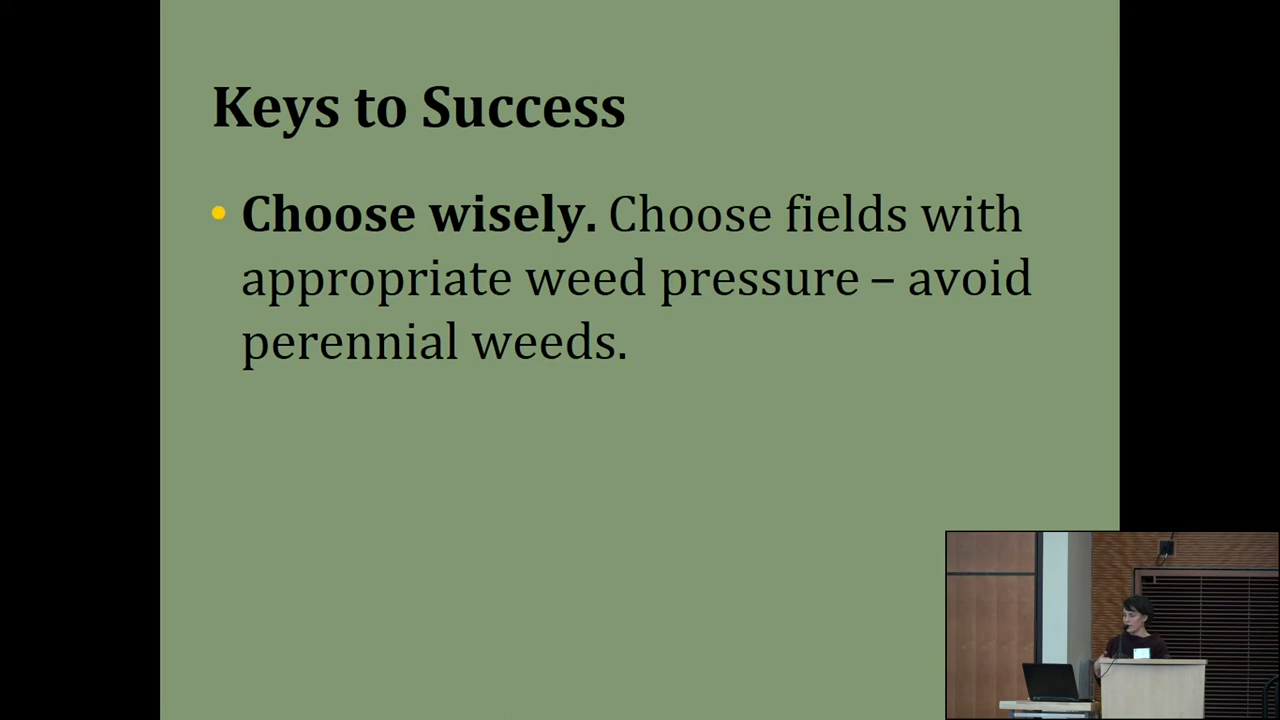 Keys to Success
• Choose wisely. Choose fields with
appropriate weed pressure – avoid
perennial weeds.